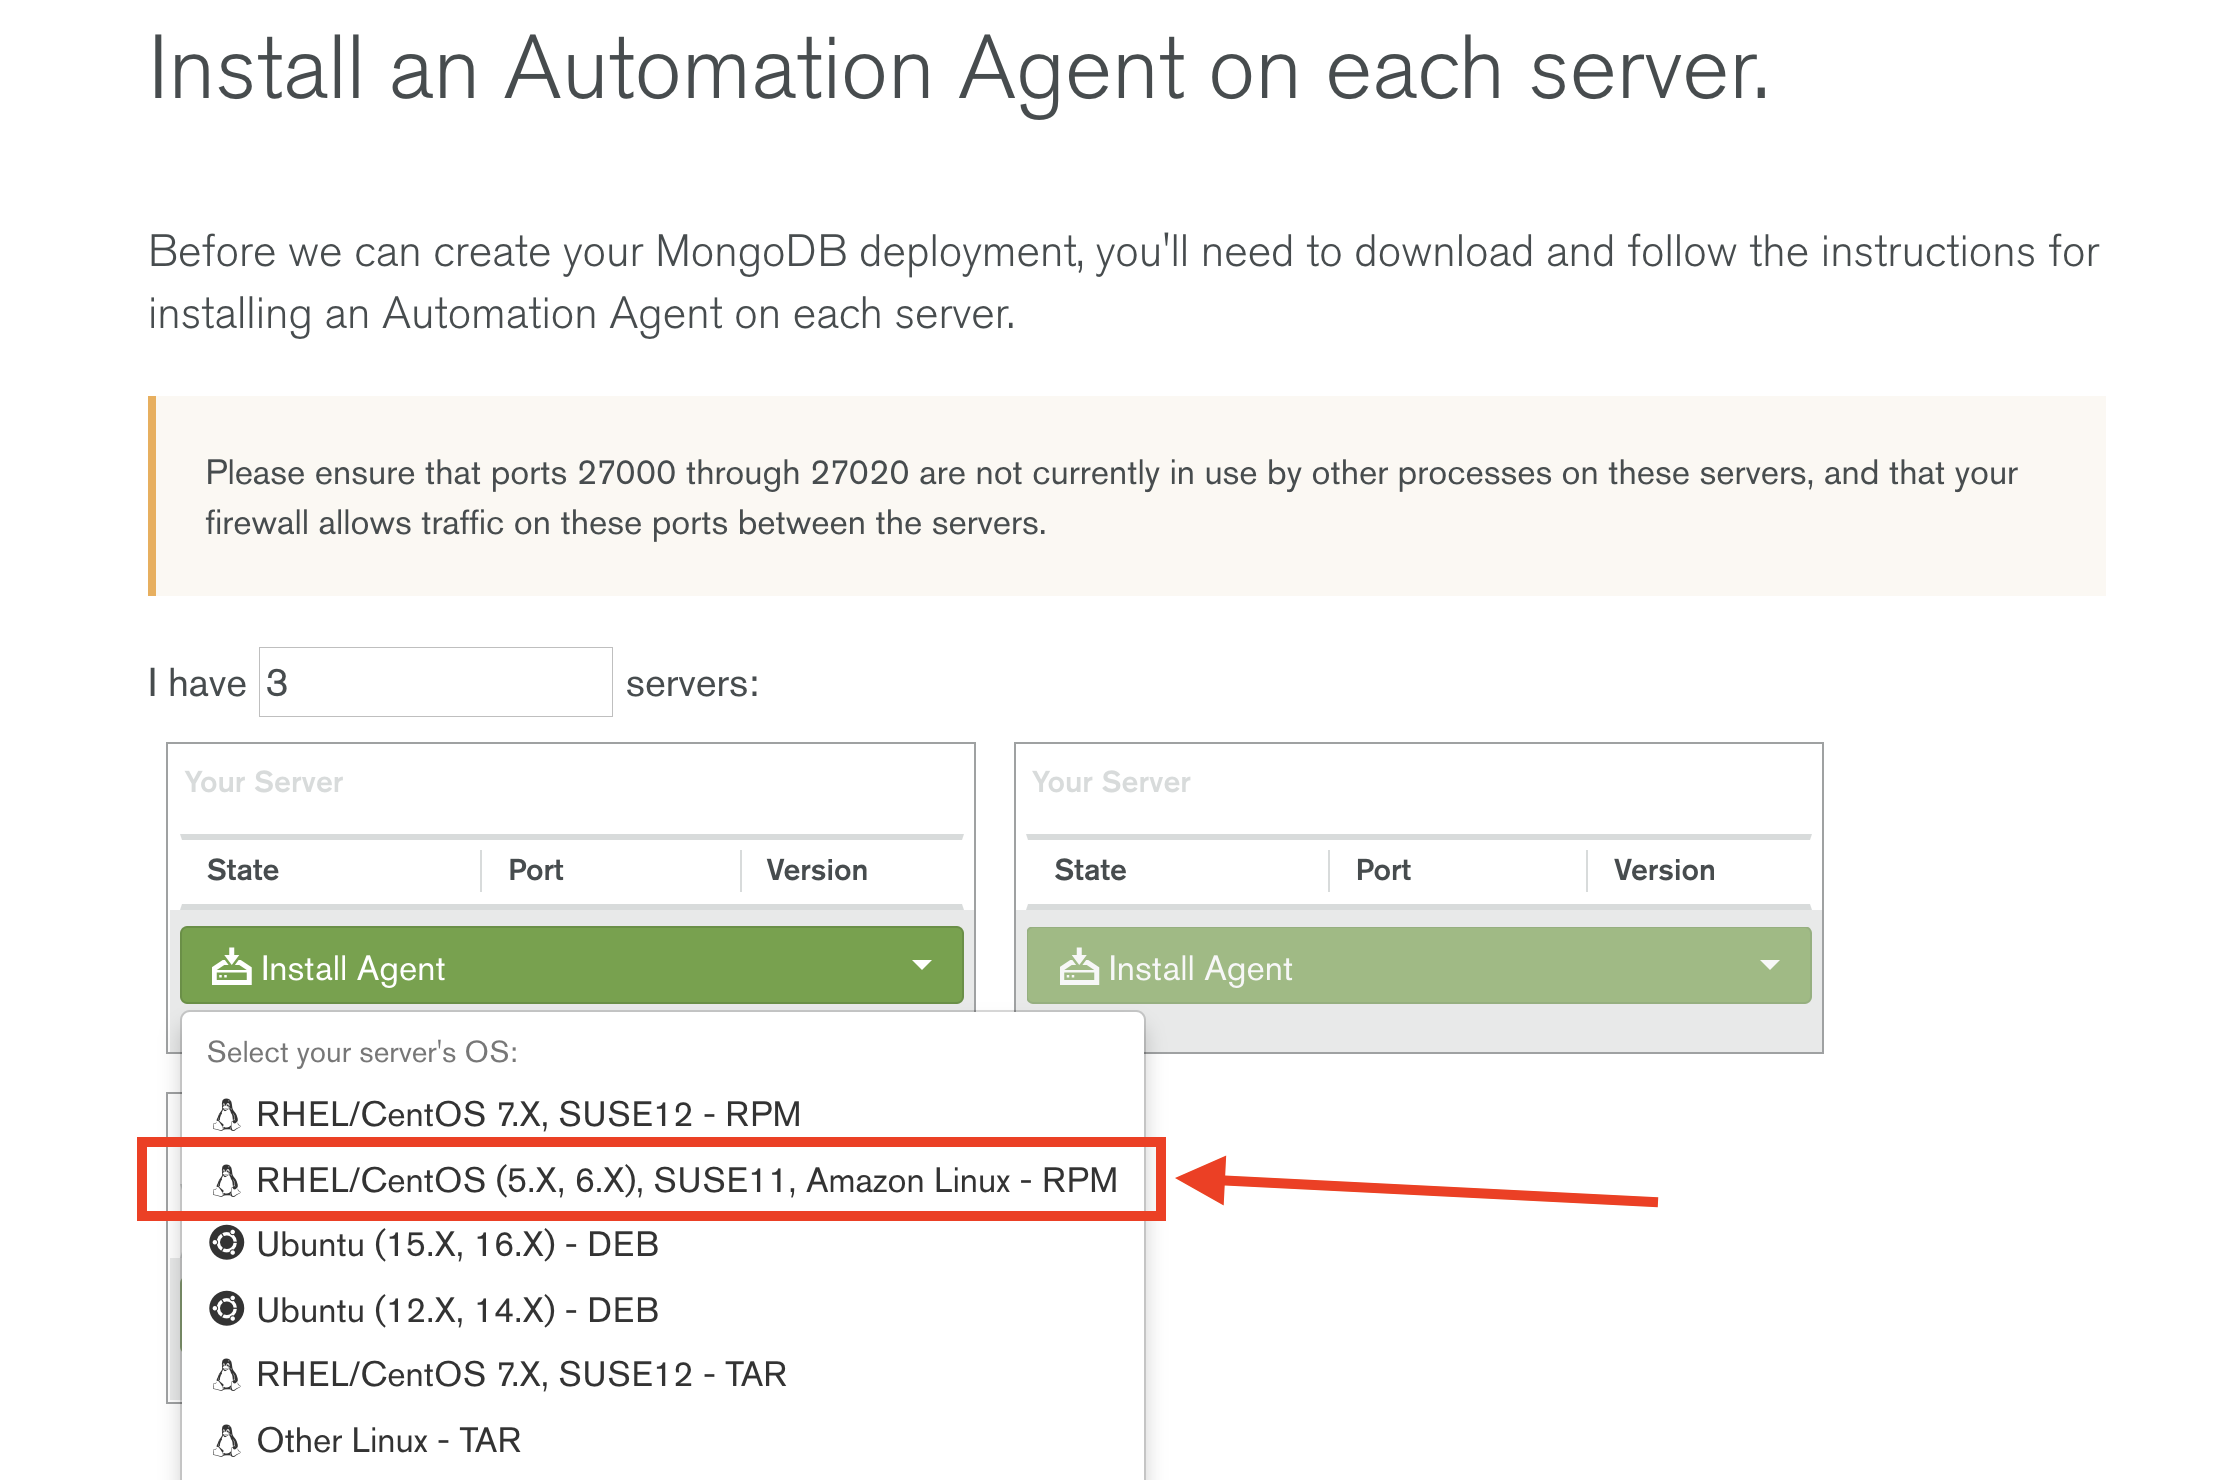 Install an Automation Agent on each server.
Before we can create your MongoDB deployment, you'll need to download and follow the instructions for
installing an Automation Agent on each server.
Please ensure that ports 27000 through 27020 are not currently in use by other processes on these servers, and that your
firewall allows traffic on these ports between the servers.
I have 3 servers:
Your Server
State Port Version
Install Agent
Your Server
State Port Version
Install Agent
Select your server's OS:
RHEL/CentOS 7.X, SUSE12 - RPM
RHEL/CentOS (5.X, 6.X), SUSE11, Amazon Linux - RPM
Ubuntu (15.X, 16.X) - DEB
Ubuntu (12.X, 14.X) - DEB
RHEL/CentOS 7.X, SUSE12 - TAR
Other Linux - TAR